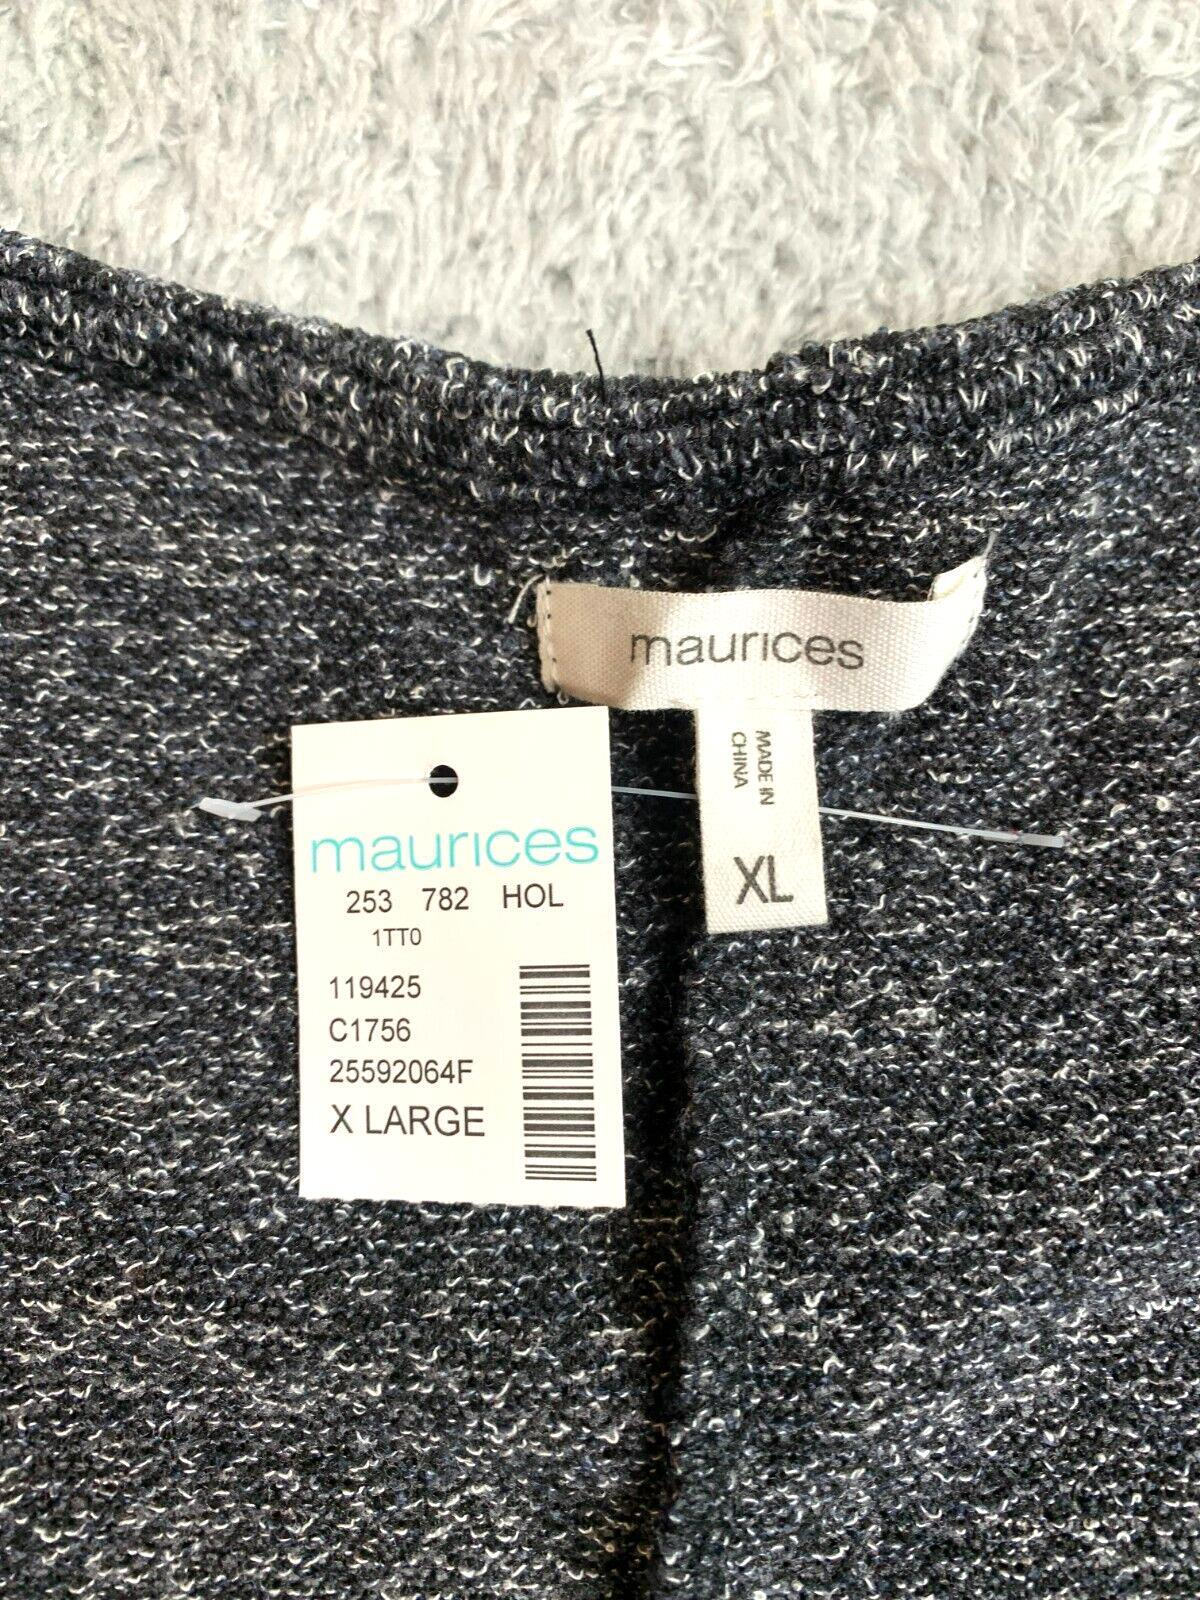 maurices
MADE IN
CHINA
XL
maurices
253 782 HOL
1TT0
119425
C1756
25592064F
X LARGE